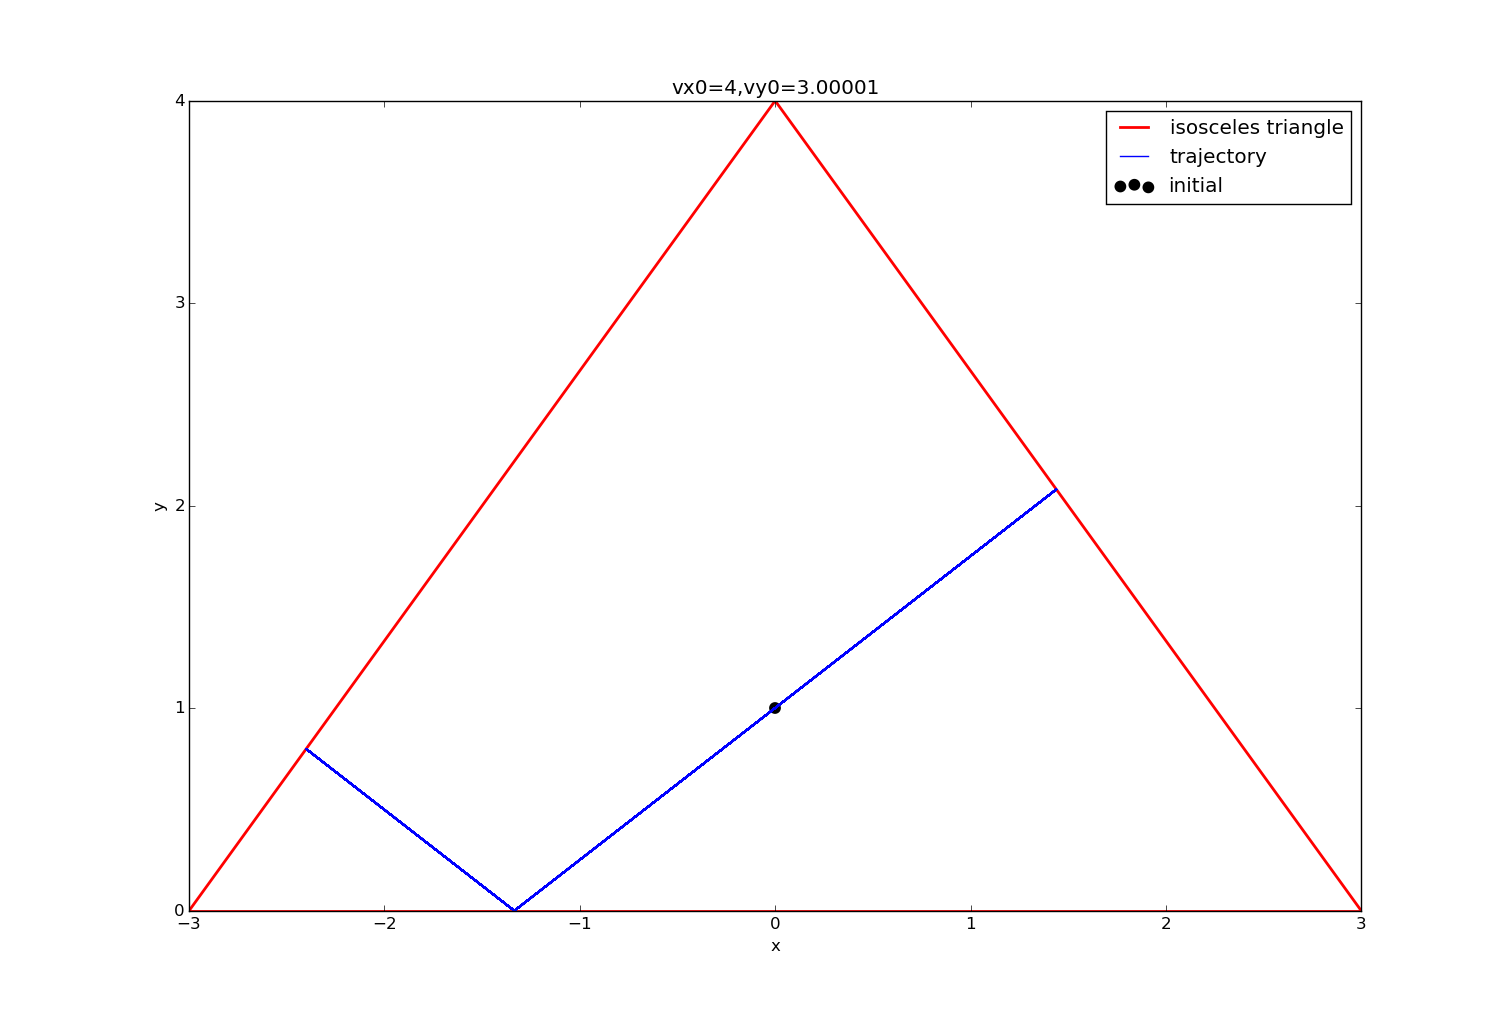 vx0=4,vy0=3.00001
isosceles triangle
trajectory
initial
4
3
2
1
0
y
−3 −2 −1 0 1 2 3
x